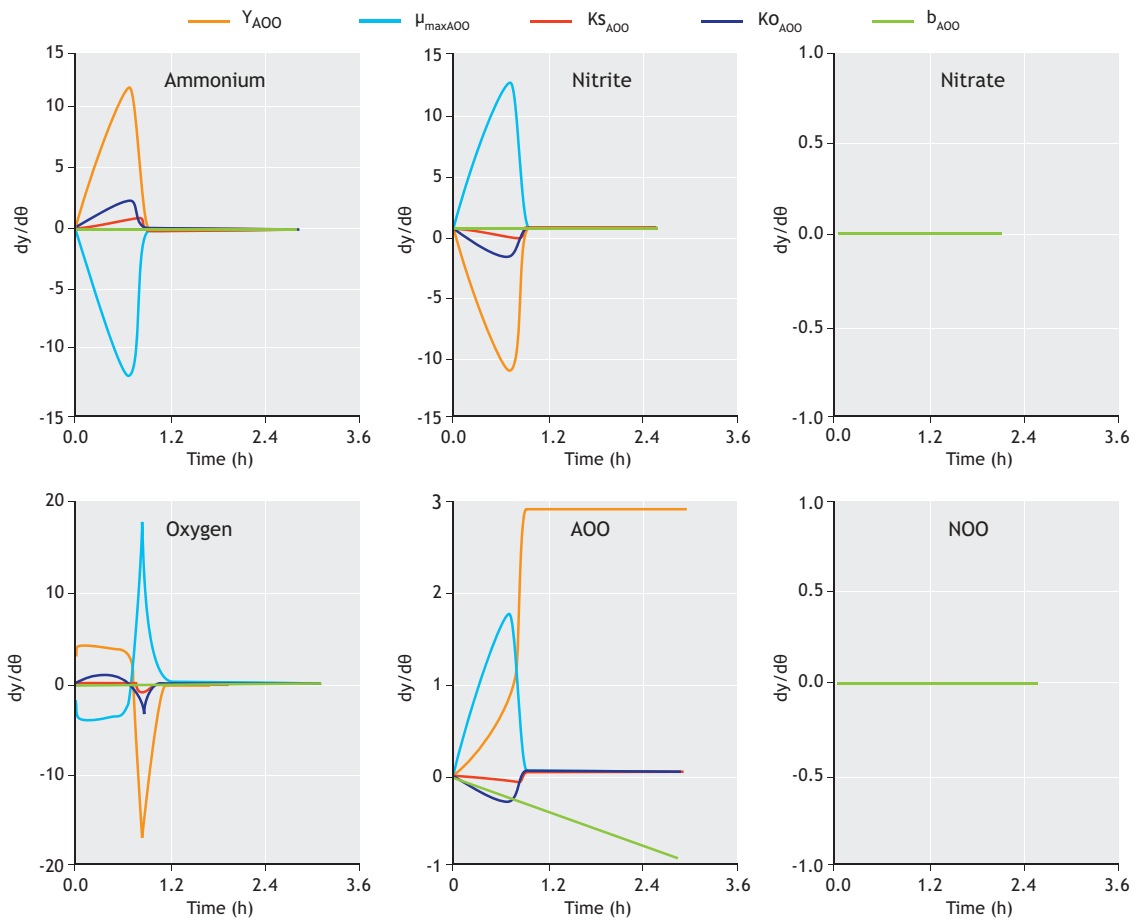 Y_AOO μ_maxAOO Ks_AOO Ko_AOO b_AOO
Ammonium
15
10
5
0
-5
-10
-15
dy/dθ
0.0 1.2 2.4 3.6
Time (h)
Nitrite
15
10
5
0
-5
-10
-15
dy/dθ
0.0 1.2 2.4 3.6
Time (h)
Nitrate
1.0
0.5
0.0
-0.5
-1.0
dy/dθ
0.0 1.2 2.4 3.6
Time (h)
Oxygen
20
10
0
-10
-20
dy/dθ
0.0 1.2 2.4 3.6
Time (h)
AOO
3
2
1
0
-1
dy/dθ
0 1.2 2.4 3.6
Time (h)
NOO
1.0
0.5
0.0
-0.5
-1.0
dy/dθ
0.0 1.2 2.4 3.6
Time (h)